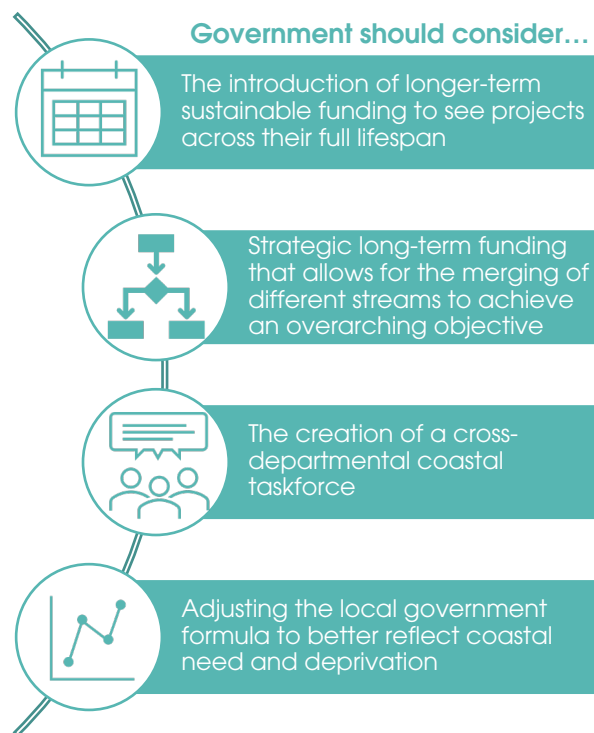 Government should consider…
The introduction of longer-term
sustainable funding to see projects
across their full lifespan
Strategic long-term funding
that allows for the merging of
different streams to achieve
an overarching objective
The creation of a cross-
departmental coastal
taskforce
Adjusting the local government
formula to better reflect coastal
need and deprivation